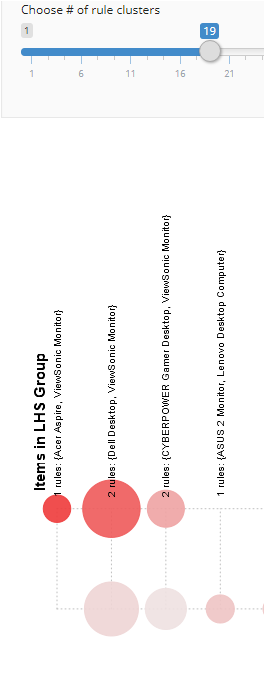 Choose # of rule clusters
1
19
1 6 11 16 21
Items in LHS Group
1 rules: {Acer Aspire, ViewSonic Monitor}
2 rules: {Dell Desktop, ViewSonic Monitor}
2 rules: {CYBERPOWER Gamer Desktop, ViewSonic Monitor}
1 rules: {ASUS 2 Monitor, Lenovo Desktop Computer}